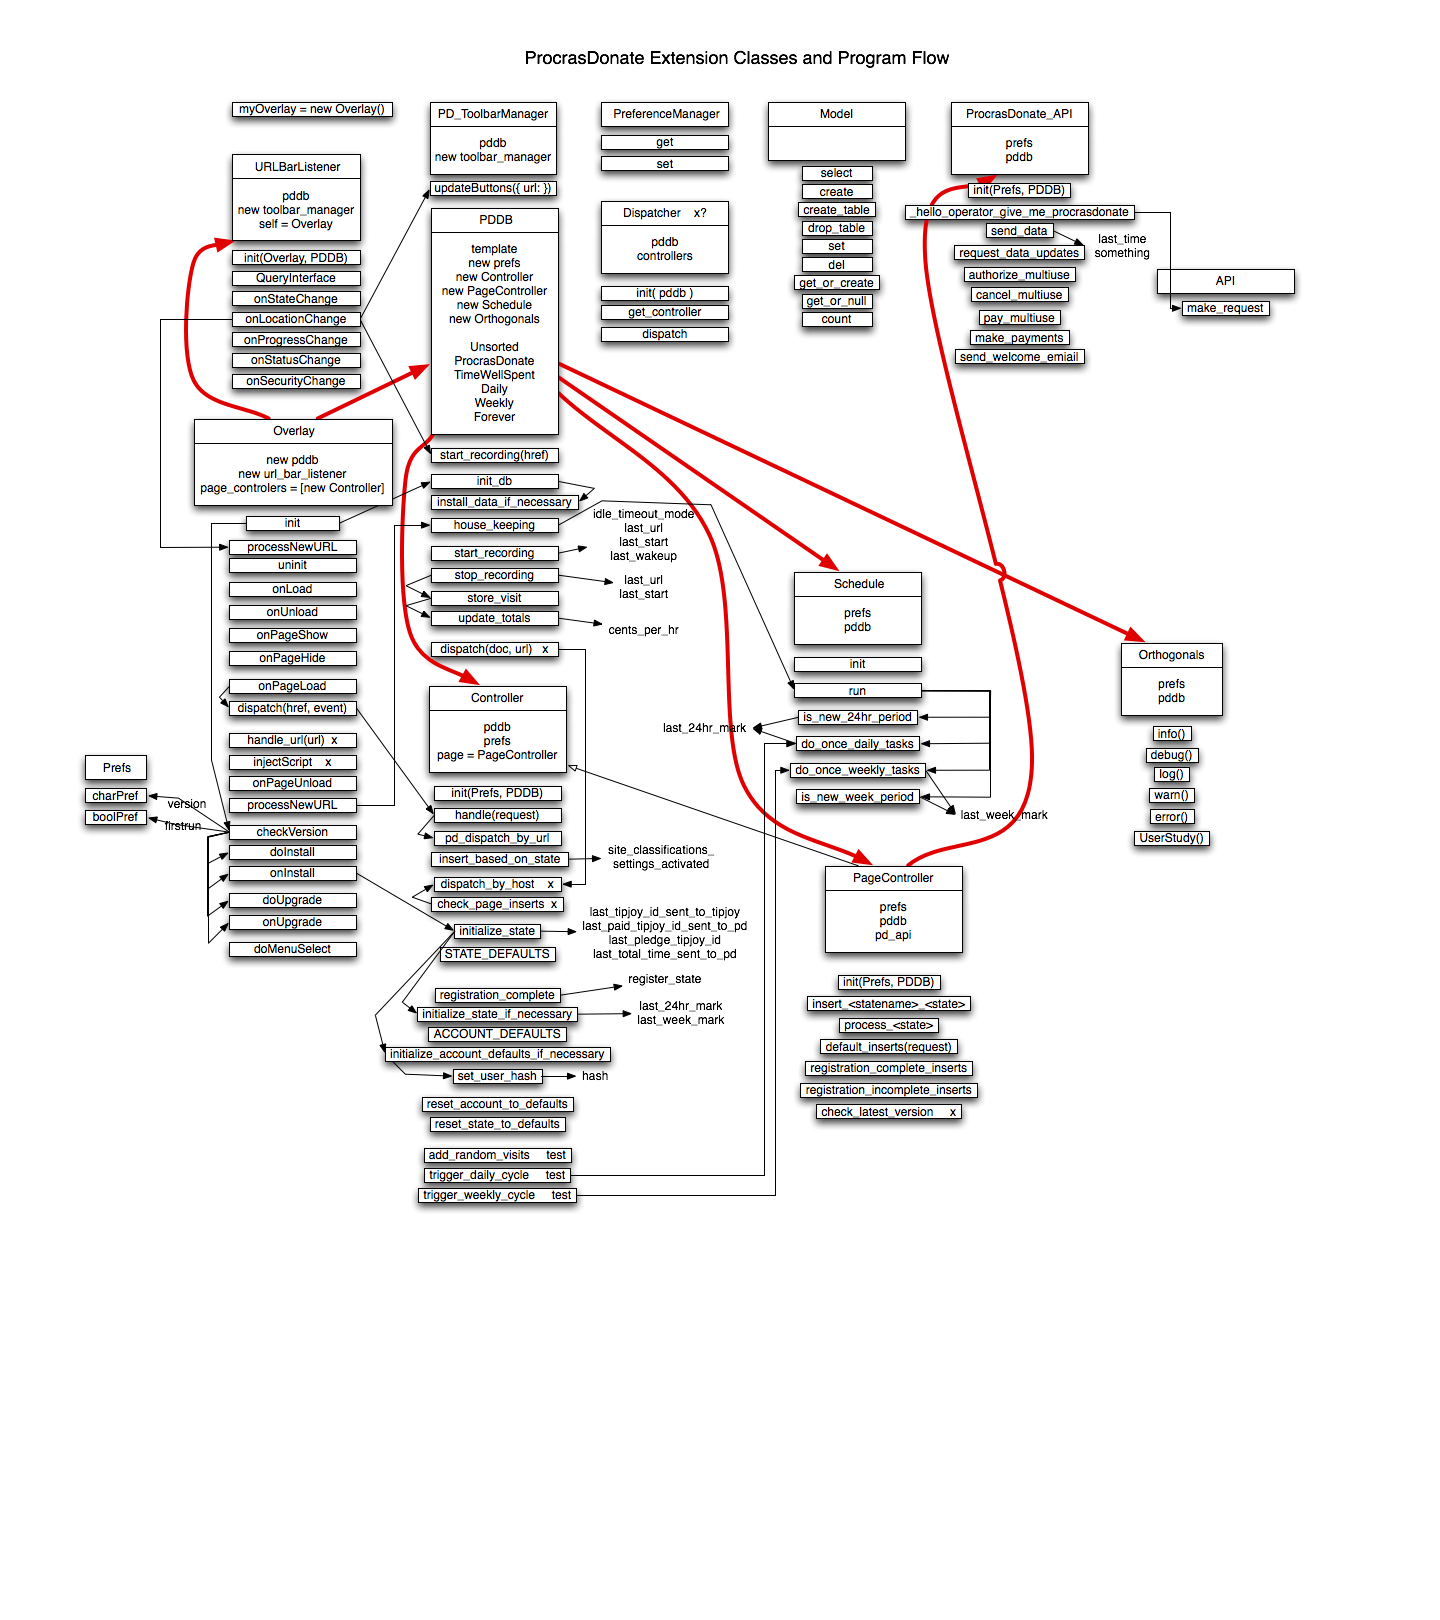 ProcrasDonate Extension Classes and Program Flow
myOverlay = new Overlay()
URLBarListener
pddb
new toolbar_manager
self = Overlay
init(Overlay, PDDB)
QueryInterface
onStateChange
onLocationChange
onProgressChange
onStatusChange
onSecurityChange
Overlay
new pddb
new url_bar_listener
page_controlers = [new Controller]
init
processNewURL
uninit
onLoad
onUnload
onPageShow
onPageHide
onPageLoad
dispatch(href, event)
handle_url(url) x
injectScript x
onPageUnload
processNewURL
checkVersion
doInstall
onInstall
doUpgrade
onUpgrade
doMenuSelect
Prefs
charPref
boolPref
version
firstrun
PD_ToolbarManager
pddb
new toolbar_manager
updateButtons({ url: })
PDDB
template
new prefs
new Controller
new PageController
new Schedule
new Orthogonals
Unsorted
ProcrasDonate
TimeWellSpent
Daily
Weekly
Forever
start_recording(href)
init_db
install_data_if_necessary
house_keeping
start_recording
stop_recording
store_visit
update_totals
dispatch(doc, url) x
idle_timeout_mode
last_url
last_start
last_wakeup
last_url
last_start
cents_per_hr
Controller
pddb
prefs
page = PageController
init(Prefs, PDDB)
handle(request)
pd_dispatch_by_url
insert_based_on_state
dispatch_by_host x
check_page_inserts x
initialize_state
STATE_DEFAULTS
registration_complete
initialize_state_if_necessary
ACCOUNT_DEFAULTS
initialize_account_defaults_if_necessary
set_user_hash
hash
reset_account_to_defaults
reset_state_to_defaults
add_random_visits test
trigger_daily_cycle test
trigger_weekly_cycle test
site_classifications_
settings_activated
last_tipjoy_id_sent_to_tipjoy
last_paid_tipjoy_id_sent_to_pd
last_pledge_tipjoy_id
last_total_time_sent_to_pd
register_state
last_24hr_mark
last_week_mark
PreferenceManager
get
set
Dispatcher x?
pddb
controllers
init( pddb )
get_controller
dispatch
Model
select
create
create_table
drop_table
set
del
get_or_create
get_or_null
count
ProcrasDonate_API
prefs
pddb
init(Prefs, PDDB)
_hello_operator_give_me_procrasdonate
send_data
request_data_updates
authorize_multiuse
cancel_multiuse
pay_multiuse
make_payments
send_welcome_emiail
last_time
something
API
make_request
Schedule
prefs
pddb
init
run
is_new_24hr_period
do_once_daily_tasks
do_once_weekly_tasks
is_new_week_period
last_24hr_mark
last_week_mark
Orthogonals
prefs
pddb
info()
debug()
log()
warn()
error()
UserStudy()
PageController
prefs
pddb
pd_api
init(Prefs, PDDB)
insert_<statename>_<state>
process_<state>
default_inserts(request)
registration_complete_inserts
registration_incomplete_inserts
check_latest_version x